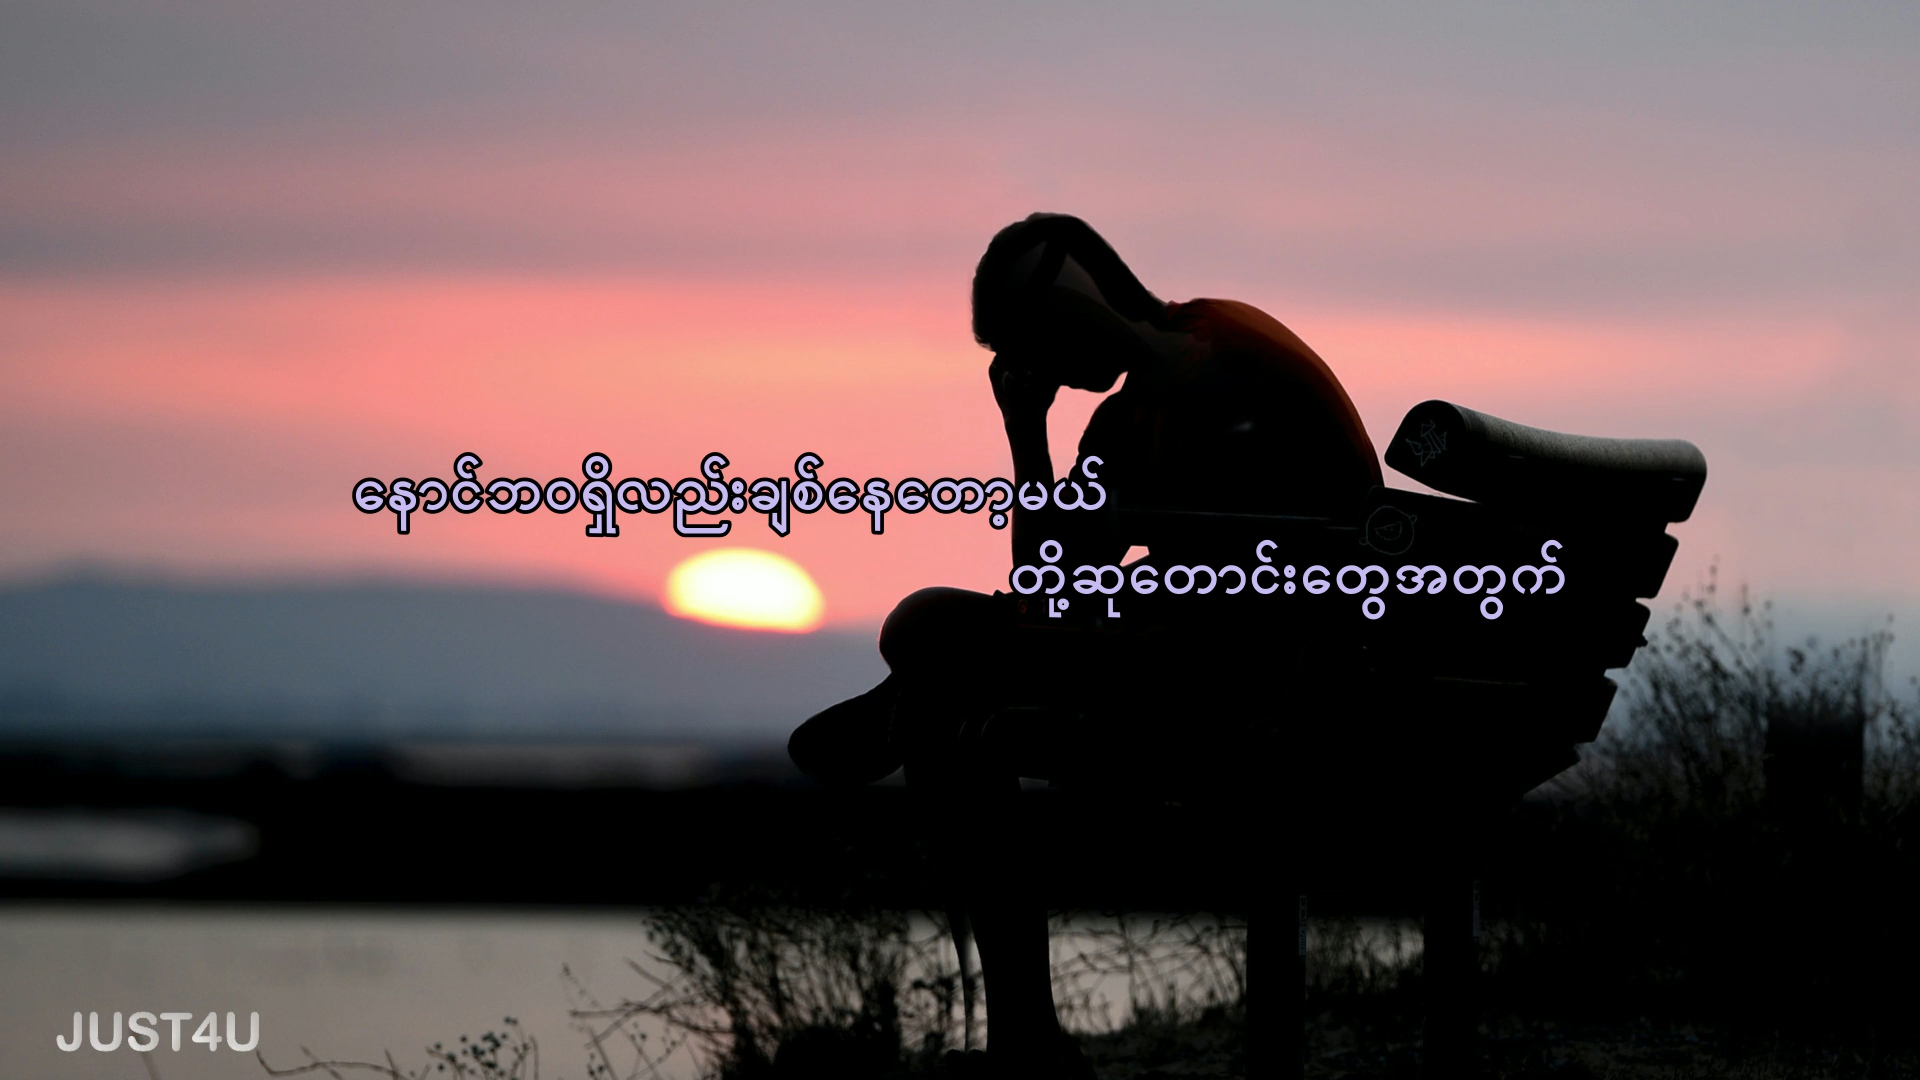 နောင်ဘဝရှိလည်းချစ်နေတော့မယ်
တို့ဆုတောင်းတွေအတွက်
JUST4U